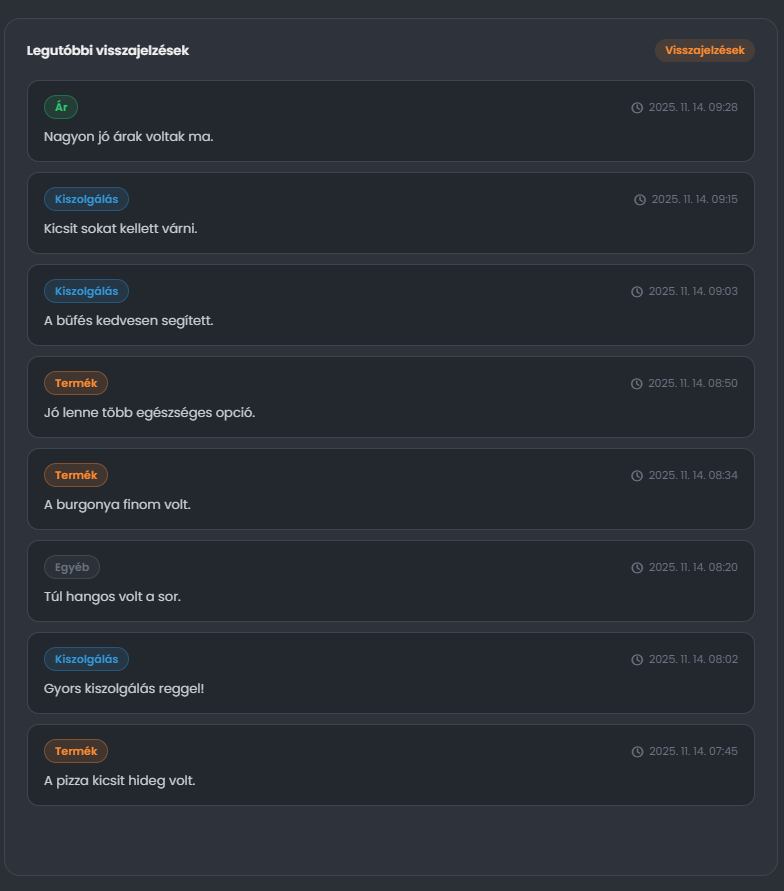 Legutóbbi visszajelzések
Visszajelzések
Ár
2025. 11. 14. 09:28
Nagyon jó árak voltak ma.
Kiszolgálás
2025. 11. 14. 09:15
Kicsit sokat kellett várni.
Kiszolgálás
2025. 11. 14. 09:03
A büfés kedvesen segített.
Termék
2025. 11. 14. 08:50
Jó lenne több egészséges opció.
Termék
2025. 11. 14. 08:34
A burgonya finom volt.
Egyéb
2025. 11. 14. 08:20
Túl hangos volt a sor.
Kiszolgálás
2025. 11. 14. 08:02
Gyors kiszolgálás reggel!
Termék
2025. 11. 14. 07:45
A pizza kicsit hideg volt.